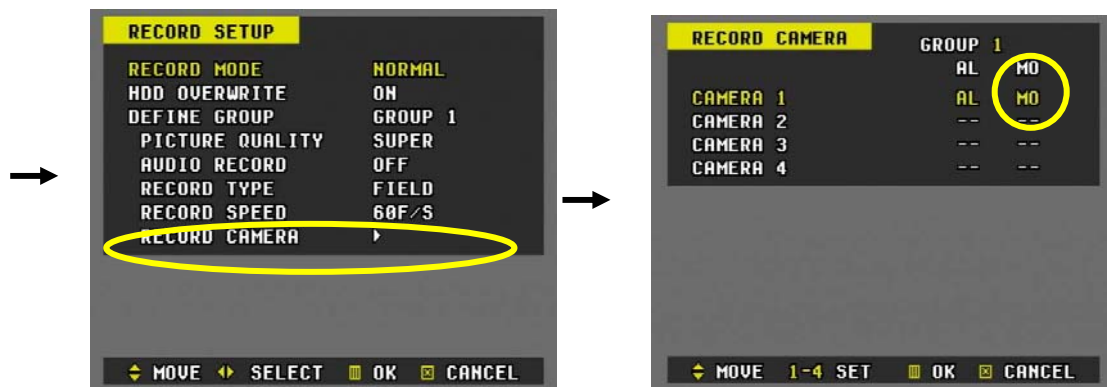 RECORD SETUP
RECORD MODE NORMAL
HDD OVERWRITE ON
DEFINE GROUP GROUP 1
PICTURE QUALITY SUPER
AUDIO RECORD OFF
RECORD TYPE FIELD
RECORD SPEED 60F/S
RECORD CAMERA
MOVE SELECT OK CANCEL
RECORD CAMERA GROUP 1
AL MO
CAMERA 1 AL MO
CAMERA 2 -- --
CAMERA 3 -- --
CAMERA 4 -- --
MOVE 1-4 SET OK CANCEL